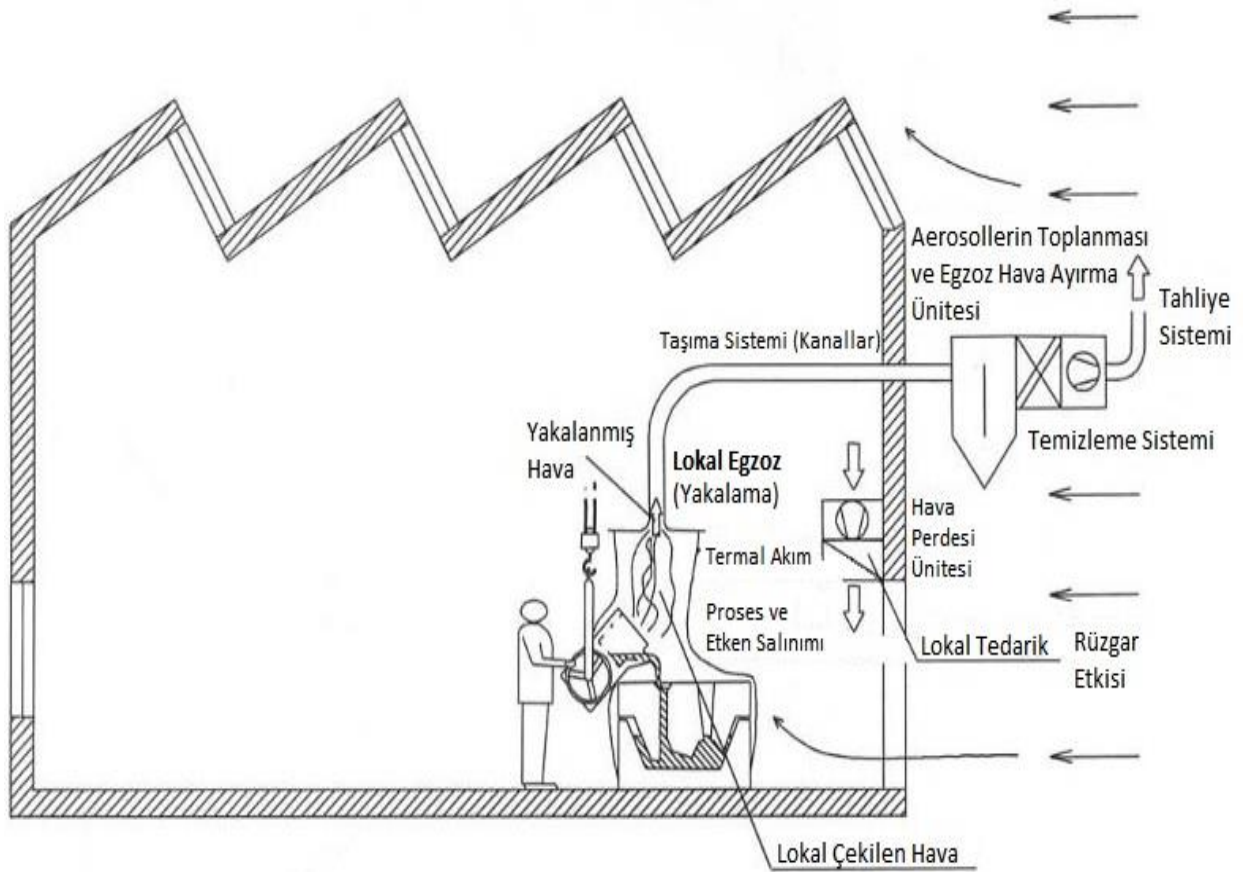 Aerosollerin Toplanması
ve Egzoz Hava Ayırma
Ünitesi
Tahliye
Sistemi
Taşıma Sistemi (Kanallar)
Temizleme Sistemi
Yakalanmış
Hava
Lokal Egzoz
(Yakalama)
Hava
Perdesi
Ünitesi
Termal Akım
Proses ve
Etken Salınımı
Lokal Tedarik
Rüzgar
Etkisi
Lokal Çekilen Hava